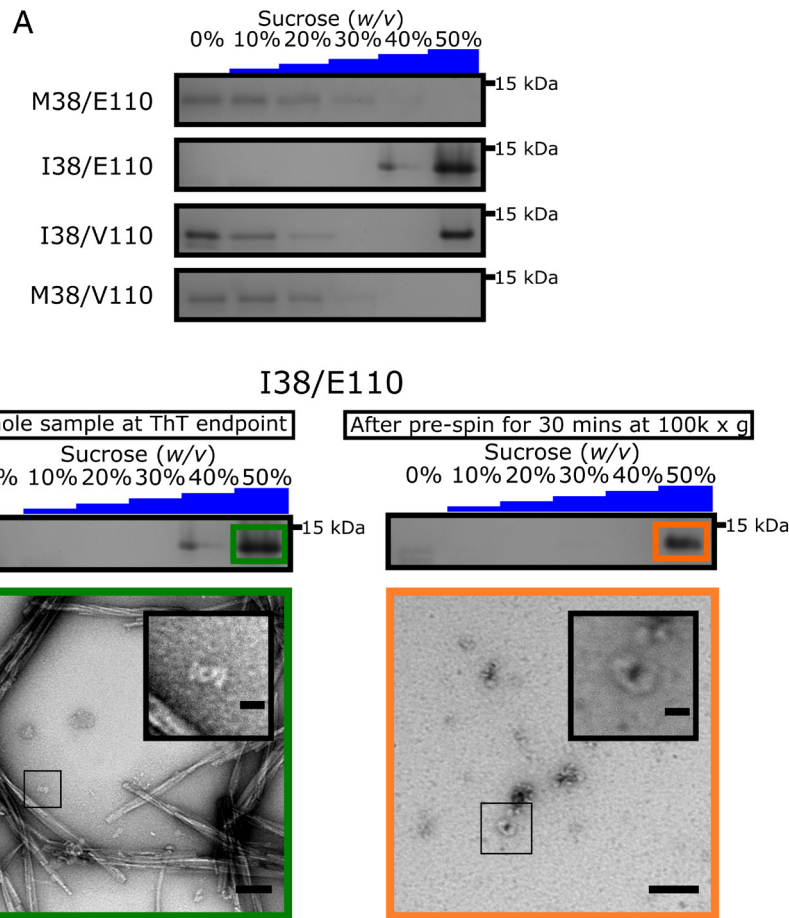 A
Sucrose (w/v)
0% 10% 20% 30% 40% 50%
M38/E110
15 kDa
I38/E110
15 kDa
I38/V110
15 kDa
M38/V110
15 kDa
I38/E110
sample at ThT endpoint
After pre-spin for 30 mins at 100k x g
Sucrose (w/v)
Sucrose (w/v)
% 10% 20% 30% 40% 50%
0% 10% 20% 30% 40% 50%
15 kDa
15 kDa